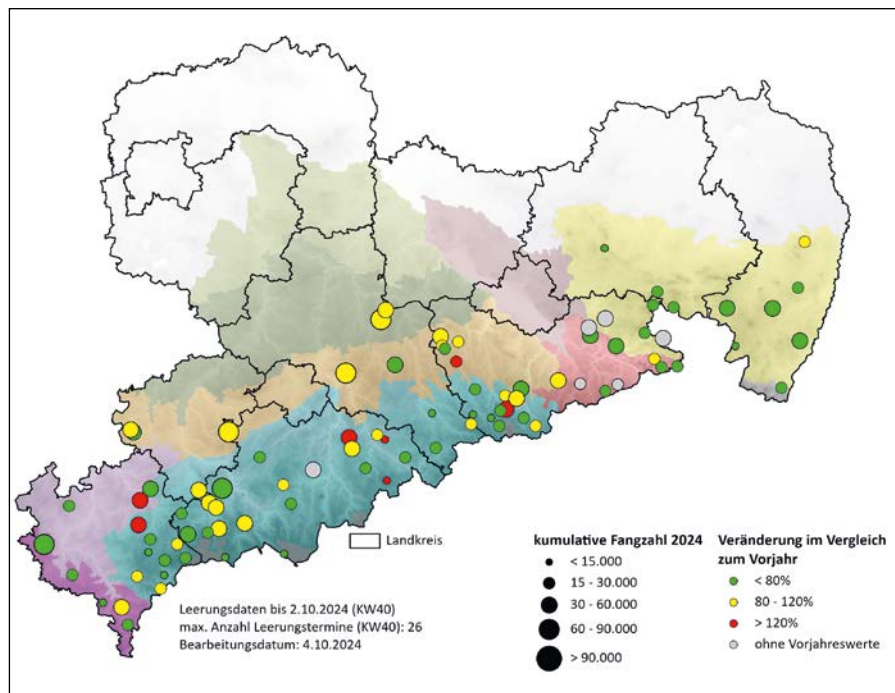 Landkreis
Leerungsdaten bis 2.10.2024 (KW40)
max. Anzahl Leerungstermine (KW40): 26
Bearbeitungsdatum: 4.10.2024
kumulative Fangzahl 2024
< 15.000
15 - 30.000
30 - 60.000
60 - 90.000
> 90.000
Veränderung im Vergleich
zum Vorjahr
< 80%
80 - 120%
> 120%
ohne Vorjahreswerte